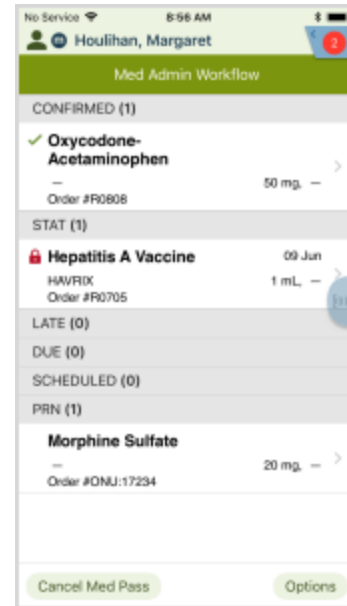 No Service 8:56 AM
Houlihan, Margaret
2
Med Admin Workflow
CONFIRMED (1)
Oxycodone-
Acetaminophen
— 50 mg, —
Order #R0808
STAT (1)
Hepatitis A Vaccine 09 Jun
HAVRIX 1 mL, —
Order #R0705
LATE (0)
DUE (0)
SCHEDULED (0)
PRN (1)
Morphine Sulfate
— 20 mg, —
Order #ONU:17234
Cancel Med Pass Options